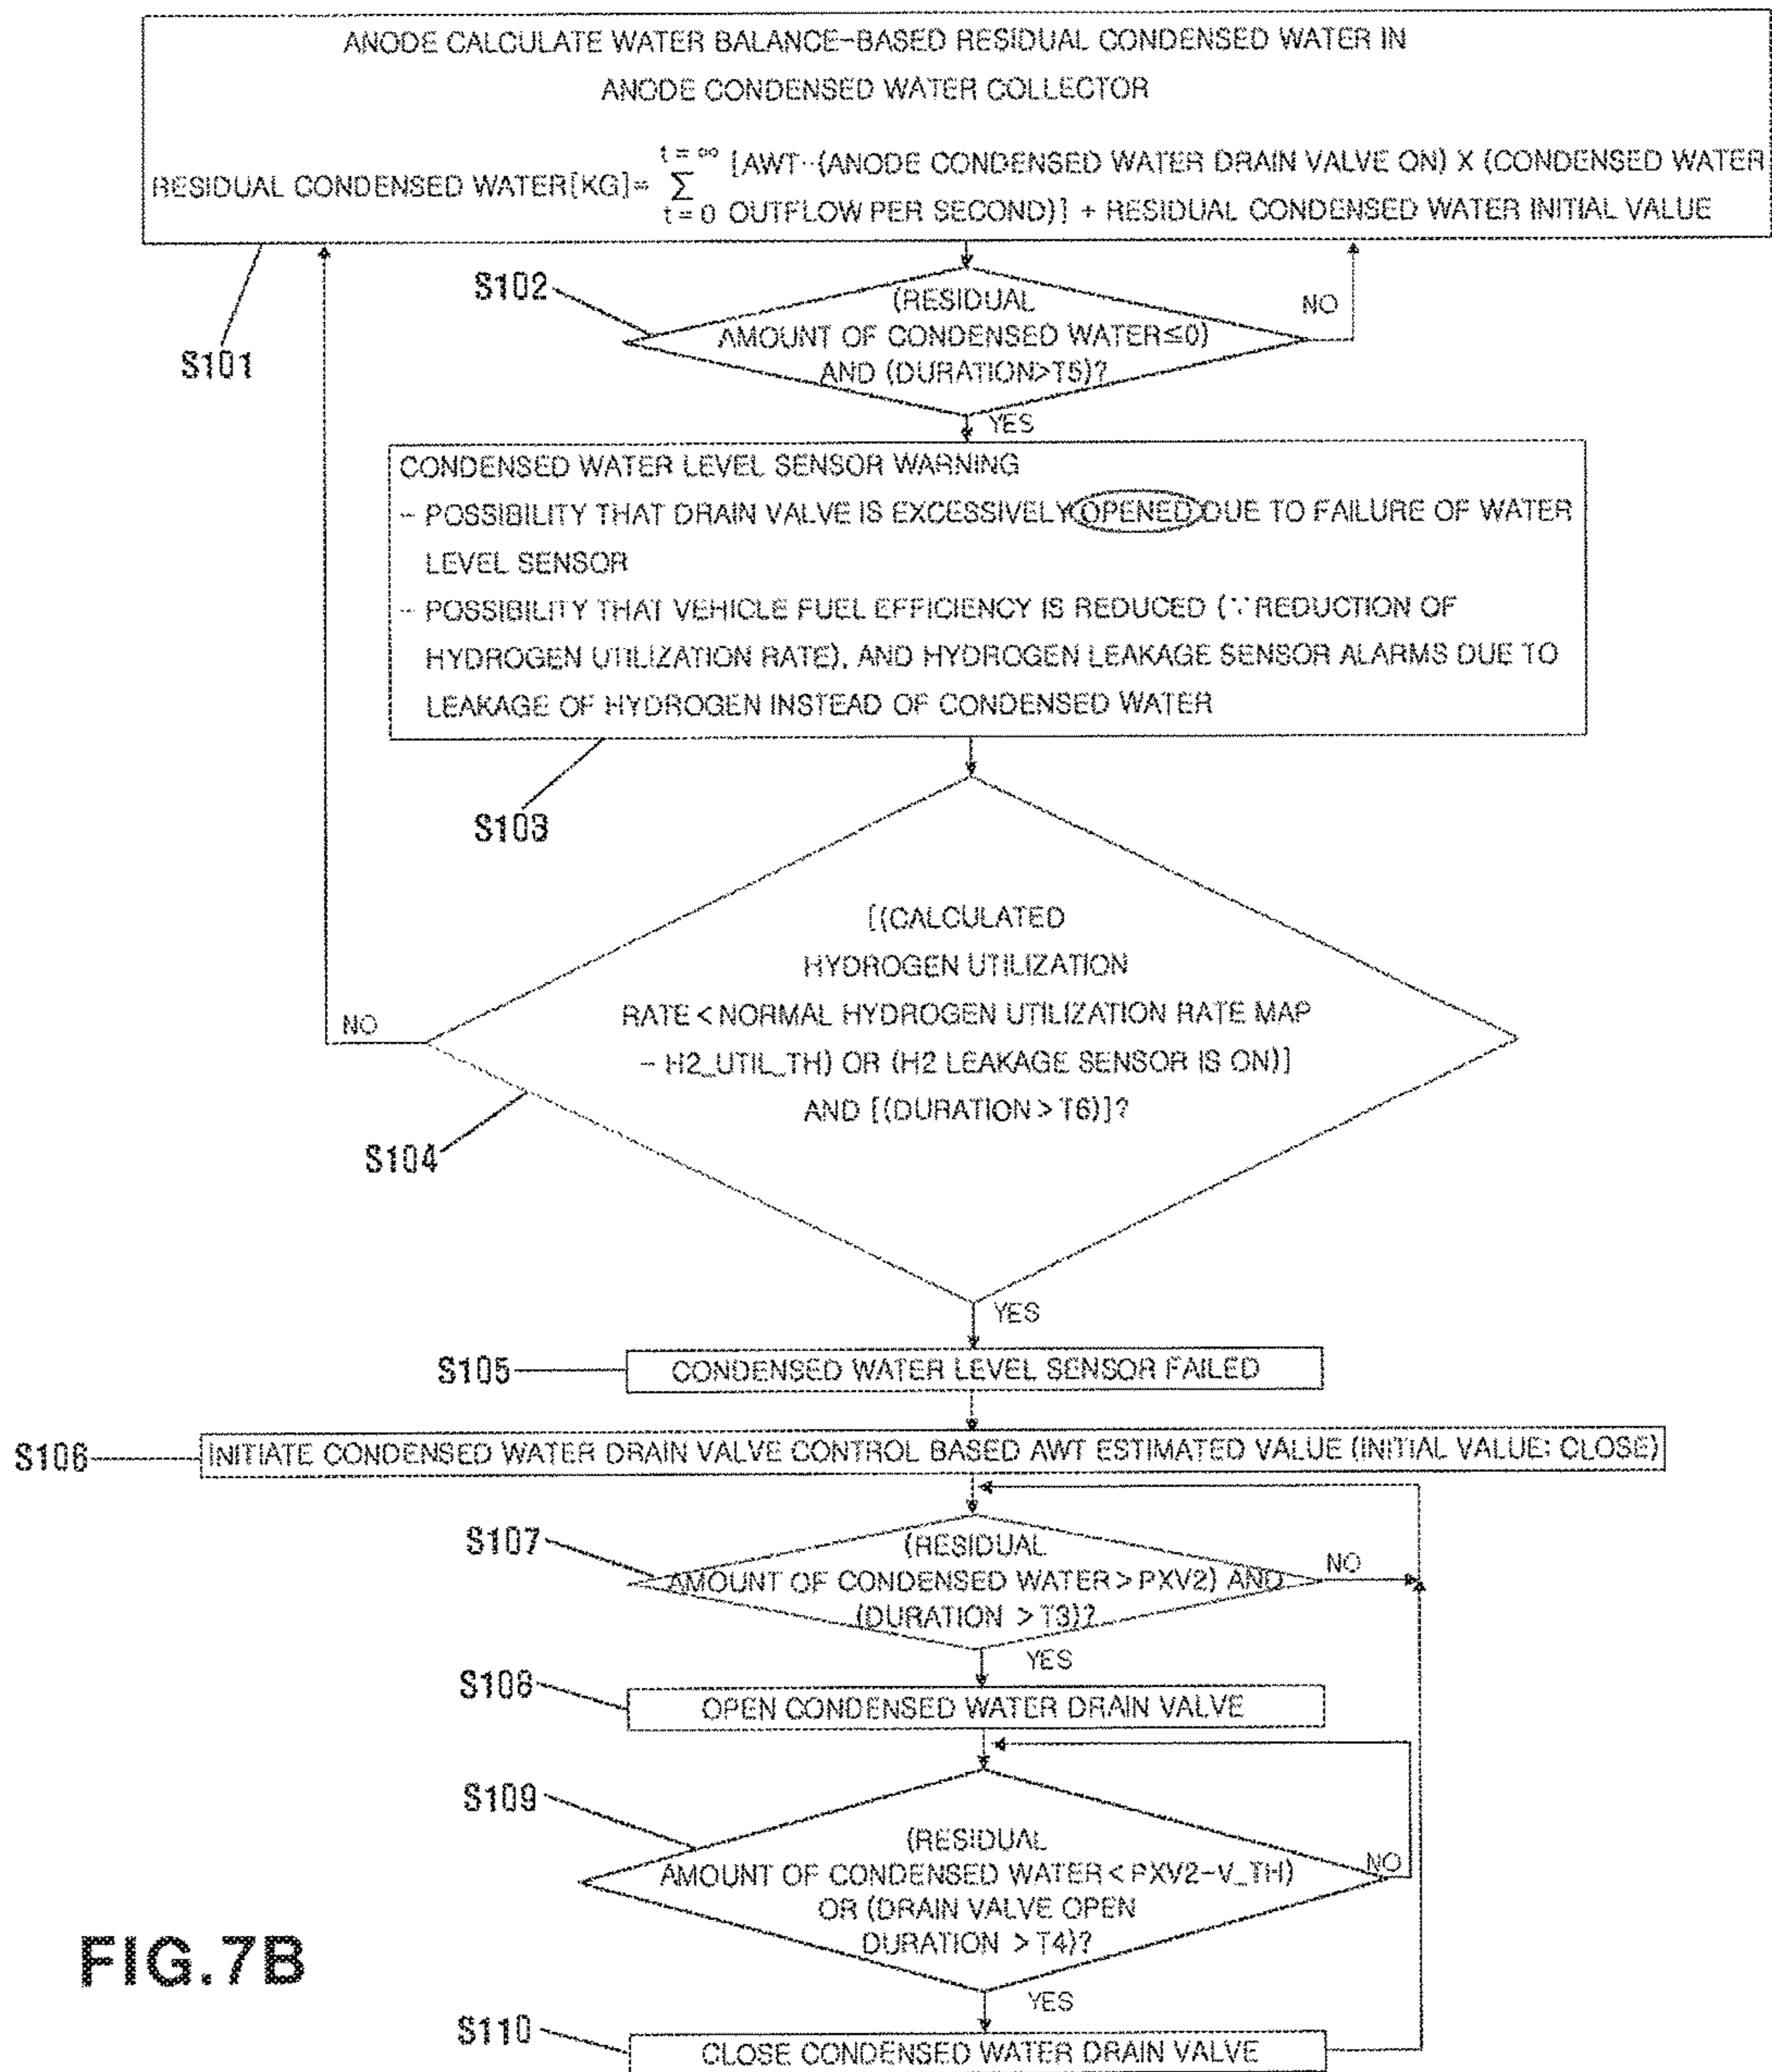 ANODE CALCULATE WATER BALANCE-BASED RESIDUAL CONDENSED WATER IN
ANODE CONDENSED WATER COLLECTOR
RESIDUAL CONDENSED WATER[KG]= t = ∞ ∑ t = 0 [AWT-(ANODE CONDENSED WATER DRAIN VALVE ON) X (CONDENSED WATER
OUTFLOW PER SECOND)] + RESIDUAL CONDENSED WATER INITIAL VALUE
S101
S102
(RESIDUAL
AMOUNT OF CONDENSED WATER≤0)
AND (DURATION>T5)?
NO
YES
CONDENSED WATER LEVEL SENSOR WARNING
- POSSIBILITY THAT DRAIN VALVE IS EXCESSIVELY OPENED DUE TO FAILURE OF WATER
LEVEL SENSOR
- POSSIBILITY THAT VEHICLE FUEL EFFICIENCY IS REDUCED (∵ REDUCTION OF
HYDROGEN UTILIZATION RATE), AND HYDROGEN LEAKAGE SENSOR ALARMS DUE TO
LEAKAGE OF HYDROGEN INSTEAD OF CONDENSED WATER
S103
[(CALCULATED
HYDROGEN UTILIZATION
RATE < NORMAL HYDROGEN UTILIZATION RATE MAP
- H2_UTIL_TH) OR (H2 LEAKAGE SENSOR IS ON)]
AND [(DURATION > T6)]?
NO
S104
YES
S105
CONDENSED WATER LEVEL SENSOR FAILED
S106
INITIATE CONDENSED WATER DRAIN VALVE CONTROL BASED AWT ESTIMATED VALUE (INITIAL VALUE: CLOSE)
S107
(RESIDUAL
AMOUNT OF CONDENSED WATER > PXV2) AND
(DURATION > T3)?
NO
YES
S108
OPEN CONDENSED WATER DRAIN VALVE
S109
(RESIDUAL
AMOUNT OF CONDENSED WATER < PXV2-V_TH)
OR (DRAIN VALVE OPEN
DURATION > T4)?
NO
YES
S110
CLOSE CONDENSED WATER DRAIN VALVE
FIG.7B